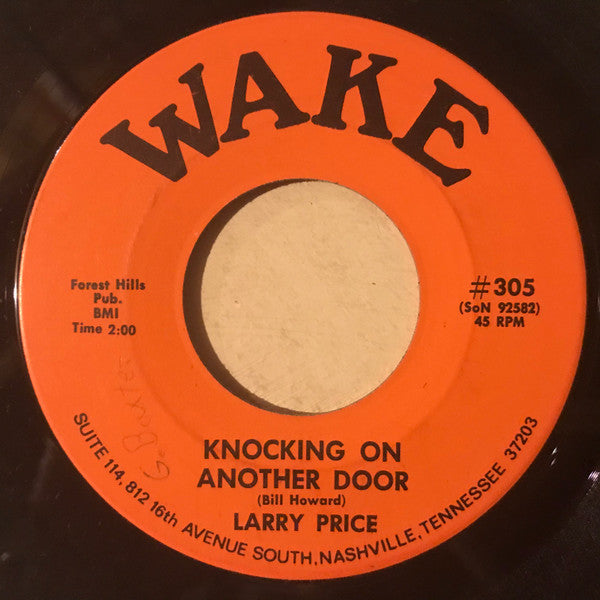 WAKE
Forest Hills
Pub.
BMI
Time 2:00
#305
(SoN 92582)
45 RPM
KNOCKING ON
ANOTHER DOOR
(Bill Howard)
LARRY PRICE
SUITE 114, 812 16th AVENUE SOUTH, NASHVILLE, TENNESSEE 37203